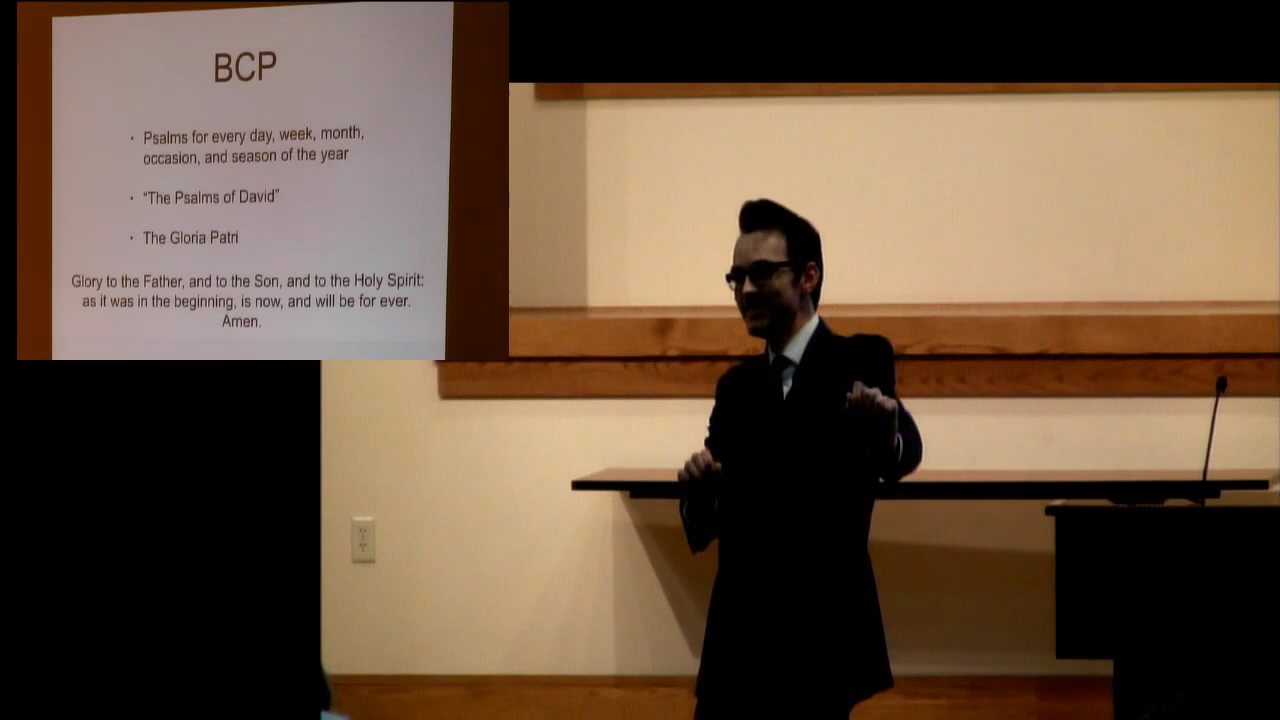 BCP
· Psalms for every day, week, month,
occasion, and season of the year
· “The Psalms of David”
· The Gloria Patri
Glory to the Father, and to the Son, and to the Holy Spirit:
as it was in the beginning, is now, and will be for ever.
Amen.